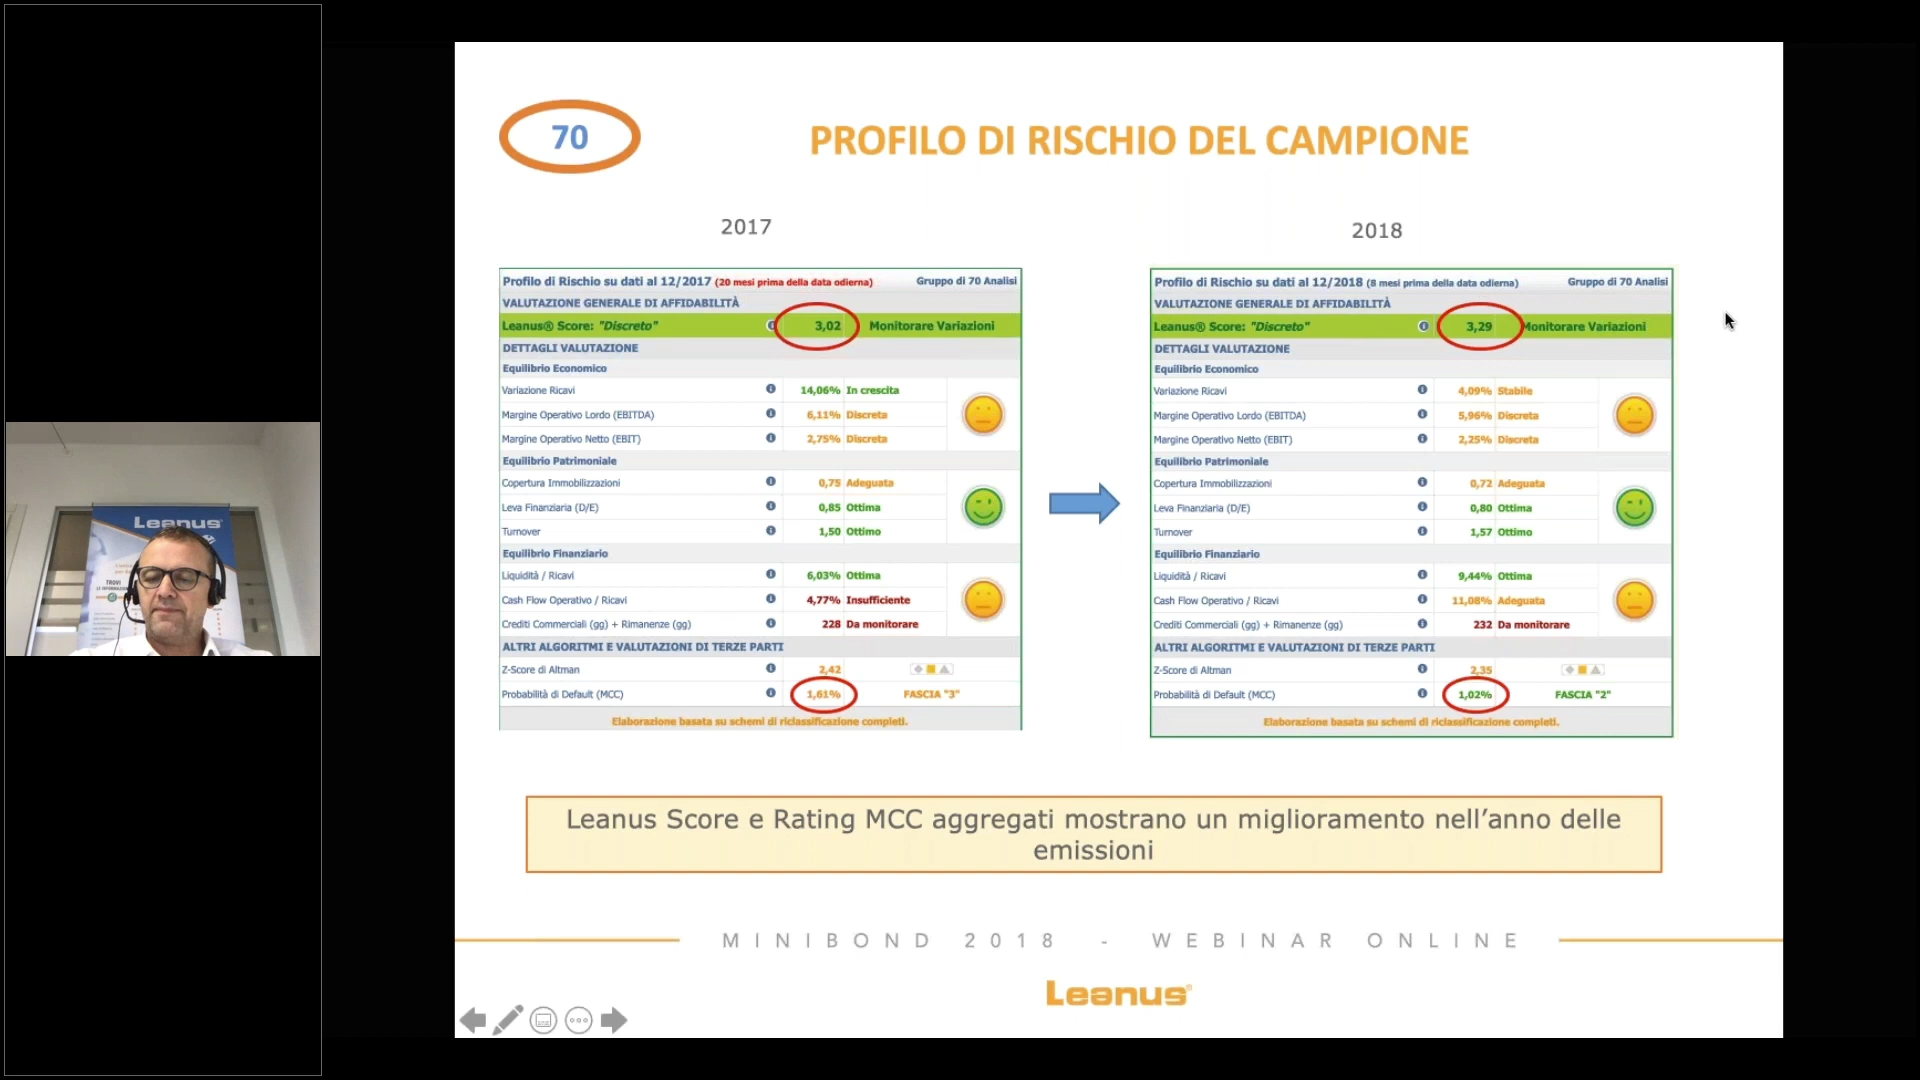 70
PROFILO DI RISCHIO DEL CAMPIONE
2017
Profilo di Rischio su dati al 12/2017 (20 mesi prima della data odierna) Gruppo di 70 Analisi
VALUTAZIONE GENERALE DI AFFIDABILITÀ
Leanus® Score: "Discreto" 3,02 Monitorare Variazioni
DETTAGLI VALUTAZIONE
Equilibrio Economico
Variazione Ricavi 14,06% In crescita
Margine Operativo Lordo (EBITDA) 6,11% Discreta
Margine Operativo Netto (EBIT) 2,75% Discreta
Equilibrio Patrimoniale
Copertura Immobilizzazioni 0,75 Adeguata
Leva Finanziaria (D/E) 0,85 Ottima
Turnover 1,50 Ottimo
Equilibrio Finanziario
Liquidità / Ricavi 6,03% Ottima
Cash Flow Operativo / Ricavi 4,77% Insufficiente
Crediti Commerciali (gg) + Rimanenze (gg) 228 Da monitorare
ALTRI ALGORITMI E VALUTAZIONI DI TERZE PARTI
Z-Score di Altman 2,42
Probabilità di Default (MCC) 1,61% FASCIA "3"
Elaborazione basata su schemi di riclassificazione completi.
2018
Profilo di Rischio su dati al 12/2018 (8 mesi prima della data odierna) Gruppo di 70 Analisi
VALUTAZIONE GENERALE DI AFFIDABILITÀ
Leanus® Score: "Discreto" 3,29 Monitorare Variazioni
DETTAGLI VALUTAZIONE
Equilibrio Economico
Variazione Ricavi 4,09% Stabile
Margine Operativo Lordo (EBITDA) 5,96% Discreta
Margine Operativo Netto (EBIT) 2,25% Discreta
Equilibrio Patrimoniale
Copertura Immobilizzazioni 0,72 Adeguata
Leva Finanziaria (D/E) 0,80 Ottima
Turnover 1,57 Ottimo
Equilibrio Finanziario
Liquidità / Ricavi 9,44% Ottima
Cash Flow Operativo / Ricavi 11,08% Adeguata
Crediti Commerciali (gg) + Rimanenze (gg) 232 Da monitorare
ALTRI ALGORITMI E VALUTAZIONI DI TERZE PARTI
Z-Score di Altman 2,35
Probabilità di Default (MCC) 1,02% FASCIA "2"
Elaborazione basata su schemi di riclassificazione completi.
Leanus Score e Rating MCC aggregati mostrano un miglioramento nell’anno delle
emissioni
MINIBOND 2018 - WEBINAR ONLINE
Leanus®
Leanus
TROVI